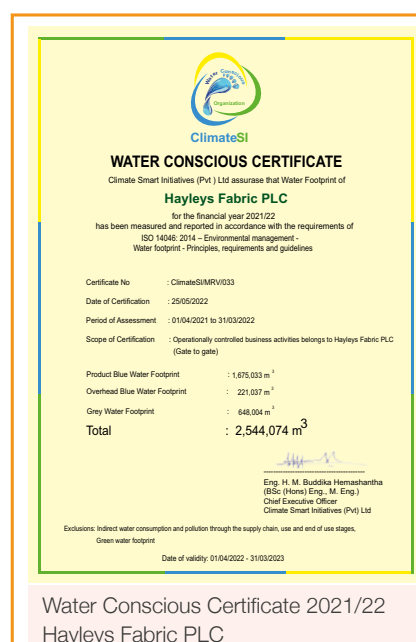 Water Conscious
Organization
ClimateSI
WATER CONSCIOUS CERTIFICATE
Climate Smart Initiatives (Pvt ) Ltd assurase that Water Footprint of
Hayleys Fabric PLC
for the financial year 2021/22
has been measured and reported in accordance with the requirements of
ISO 14046: 2014 – Environmental management -
Water footprint - Principles, requirements and guidelines
Certificate No : ClimateSI/MRV/033
Date of Certification : 25/05/2022
Period of Assessment : 01/04/2021 to 31/03/2022
Scope of Certification : Operationally controlled business activities belongs to Hayleys Fabric PLC
(Gate to gate)
Product Blue Water Footprint : 1,675,033 m³
Overhead Blue Water Footprint : 221,037 m³
Grey Water Footprint : 648,004 m³
Total : 2,544,074 m³
Eng. H. M. Buddika Hemashantha
(BSc (Hons) Eng., M. Eng.)
Chief Executive Officer
Climate Smart Initiatives (Pvt) Ltd
Exclusions: Indirect water consumption and pollution through the supply chain, use and end of use stages,
Green water footprint
Date of validity: 01/04/2022 - 31/03/2023
Water Conscious Certificate 2021/22
Hayleys Fabric PLC